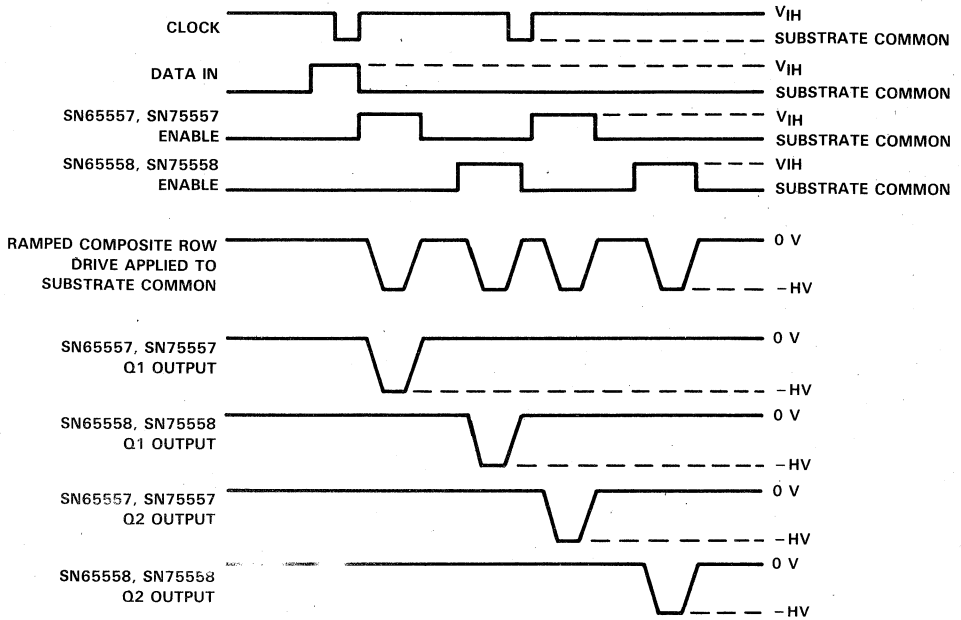 CLOCK
VIH
SUBSTRATE COMMON
DATA IN
VIH
SUBSTRATE COMMON
SN65557, SN75557
ENABLE
VIH
SUBSTRATE COMMON
SN65558, SN75558
ENABLE
VIH
SUBSTRATE COMMON
RAMPED COMPOSITE ROW
DRIVE APPLIED TO
SUBSTRATE COMMON
0 V
–HV
SN65557, SN75557
Q1 OUTPUT
0 V
–HV
SN65558, SN75558
Q1 OUTPUT
0 V
–HV
SN65557, SN75557
Q2 OUTPUT
0 V
–HV
SN65558, SN75558
Q2 OUTPUT
0 V
–HV